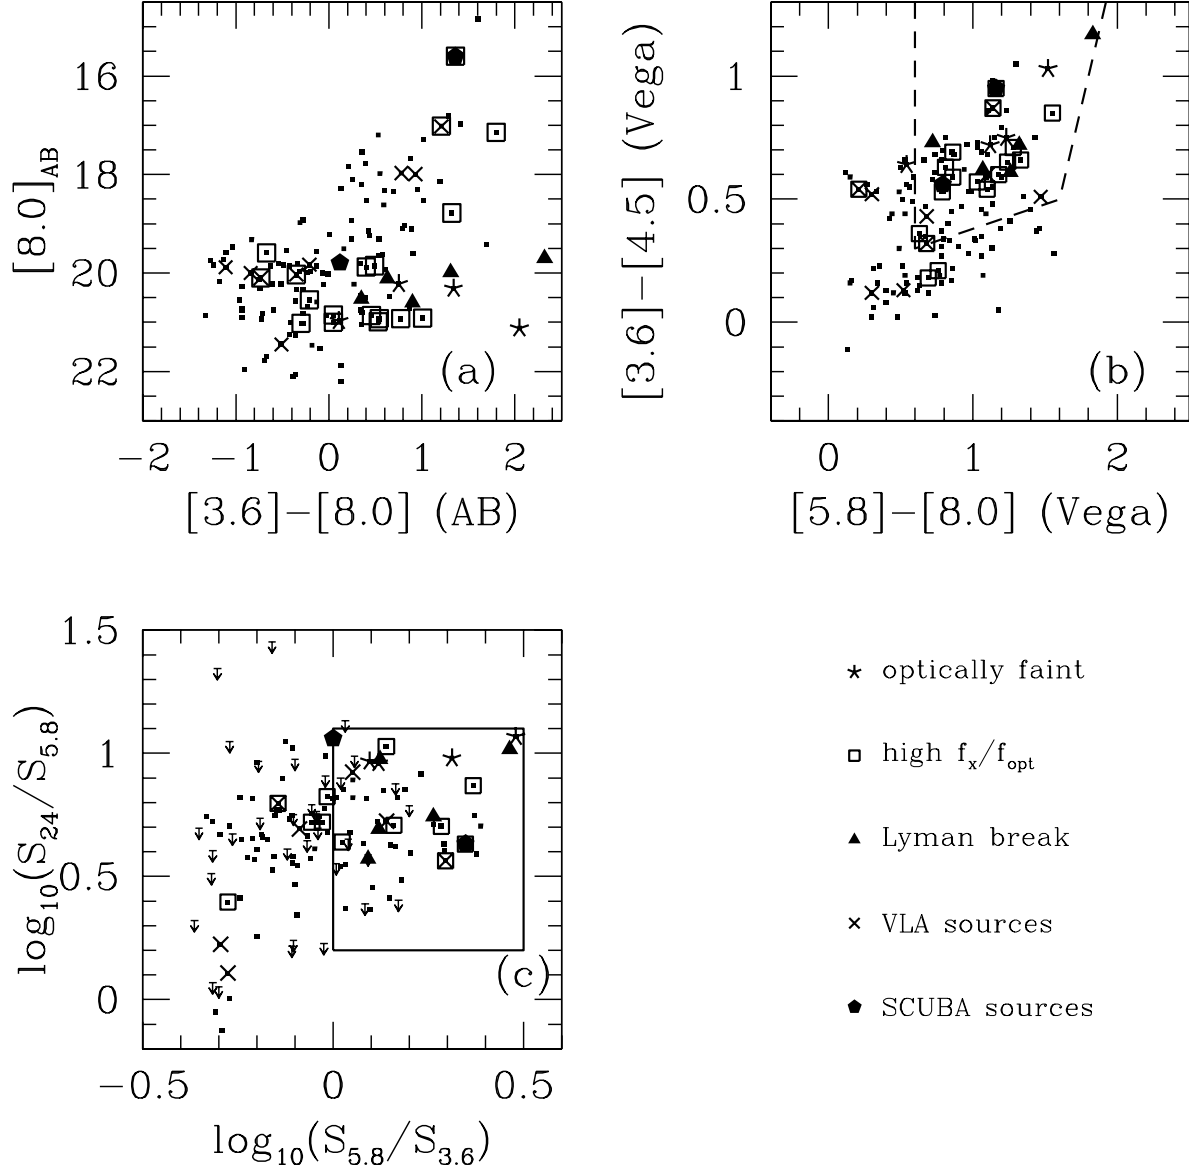 16
18
20
22
[8.0]AB
(a)
−2 −1 0 1 2
[3.6]−[8.0] (AB)
1
0.5
0
[3.6]−[4.5] (Vega)
(b)
0 1 2
[5.8]−[8.0] (Vega)
1.5
1
0.5
0
log10(S24/S5.8)
(c)
−0.5 0 0.5
log10(S5.8/S3.6)
optically faint
high fx/fopt
Lyman break
VLA sources
SCUBA sources